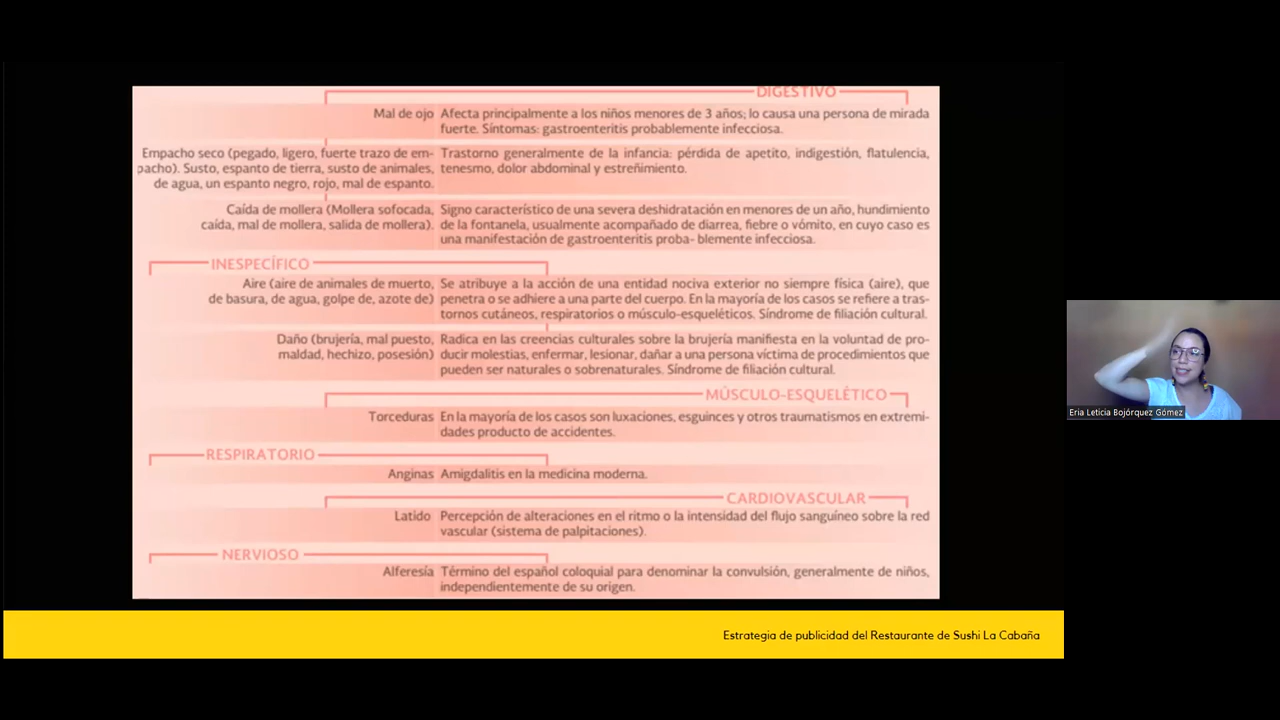 DIGESTIVO
Mal de ojo
Afecta principalmente a los niños menores de 3 años; lo causa una persona de mirada
fuerte. Síntomas: gastroenteritis probablemente infecciosa.
Empacho seco (pegado, ligero, fuerte trazo de em-
pacho). Susto, espanto de tierra, susto de animales,
de agua, un espanto negro, rojo, mal de espanto.
Trastorno generalmente de la infancia: pérdida de apetito, indigestión, flatulencia,
tenesmo, dolor abdominal y estreñimiento.
Caída de mollera (Mollera sofocada,
caída, mal de mollera, salida de mollera).
Signo característico de una severa deshidratación en menores de un año, hundimiento
de la fontanela, usualmente acompañado de diarrea, fiebre o vómito, en cuyo caso es
una manifestación de gastroenteritis proba- blemente infecciosa.
INESPECÍFICO
Aire (aire de animales de muerto,
de basura, de agua, golpe de, azote de)
Se atribuye a la acción de una entidad nociva exterior no siempre física (aire), que
penetra o se adhiere a una parte del cuerpo. En la mayoría de los casos se refiere a tras-
tornos cutáneos, respiratorios o músculo-esqueléticos. Síndrome de filiación cultural.
Daño (brujería, mal puesto,
maldad, hechizo, posesión)
Radica en las creencias culturales sobre la brujería manifiesta en la voluntad de pro-
ducir molestias, enfermar, lesionar, dañar a una persona víctima de procedimientos que
pueden ser naturales o sobrenaturales. Síndrome de filiación cultural.
MÚSCULO-ESQUELÉTICO
Torceduras
En la mayoría de los casos son luxaciones, esguinces y otros traumatismos en extremi-
dades producto de accidentes.
RESPIRATORIO
Anginas
Amigdalitis en la medicina moderna.
CARDIOVASCULAR
Latido
Percepción de alteraciones en el ritmo o la intensidad del flujo sanguíneo sobre la red
vascular (sistema de palpitaciones).
NERVIOSO
Alferesía
Término del español coloquial para denominar la convulsión, generalmente de niños,
independientemente de su origen.
Estrategia de publicidad del Restaurante de Sushi La Cabaña
Eria Leticia Bojórquez Gómez